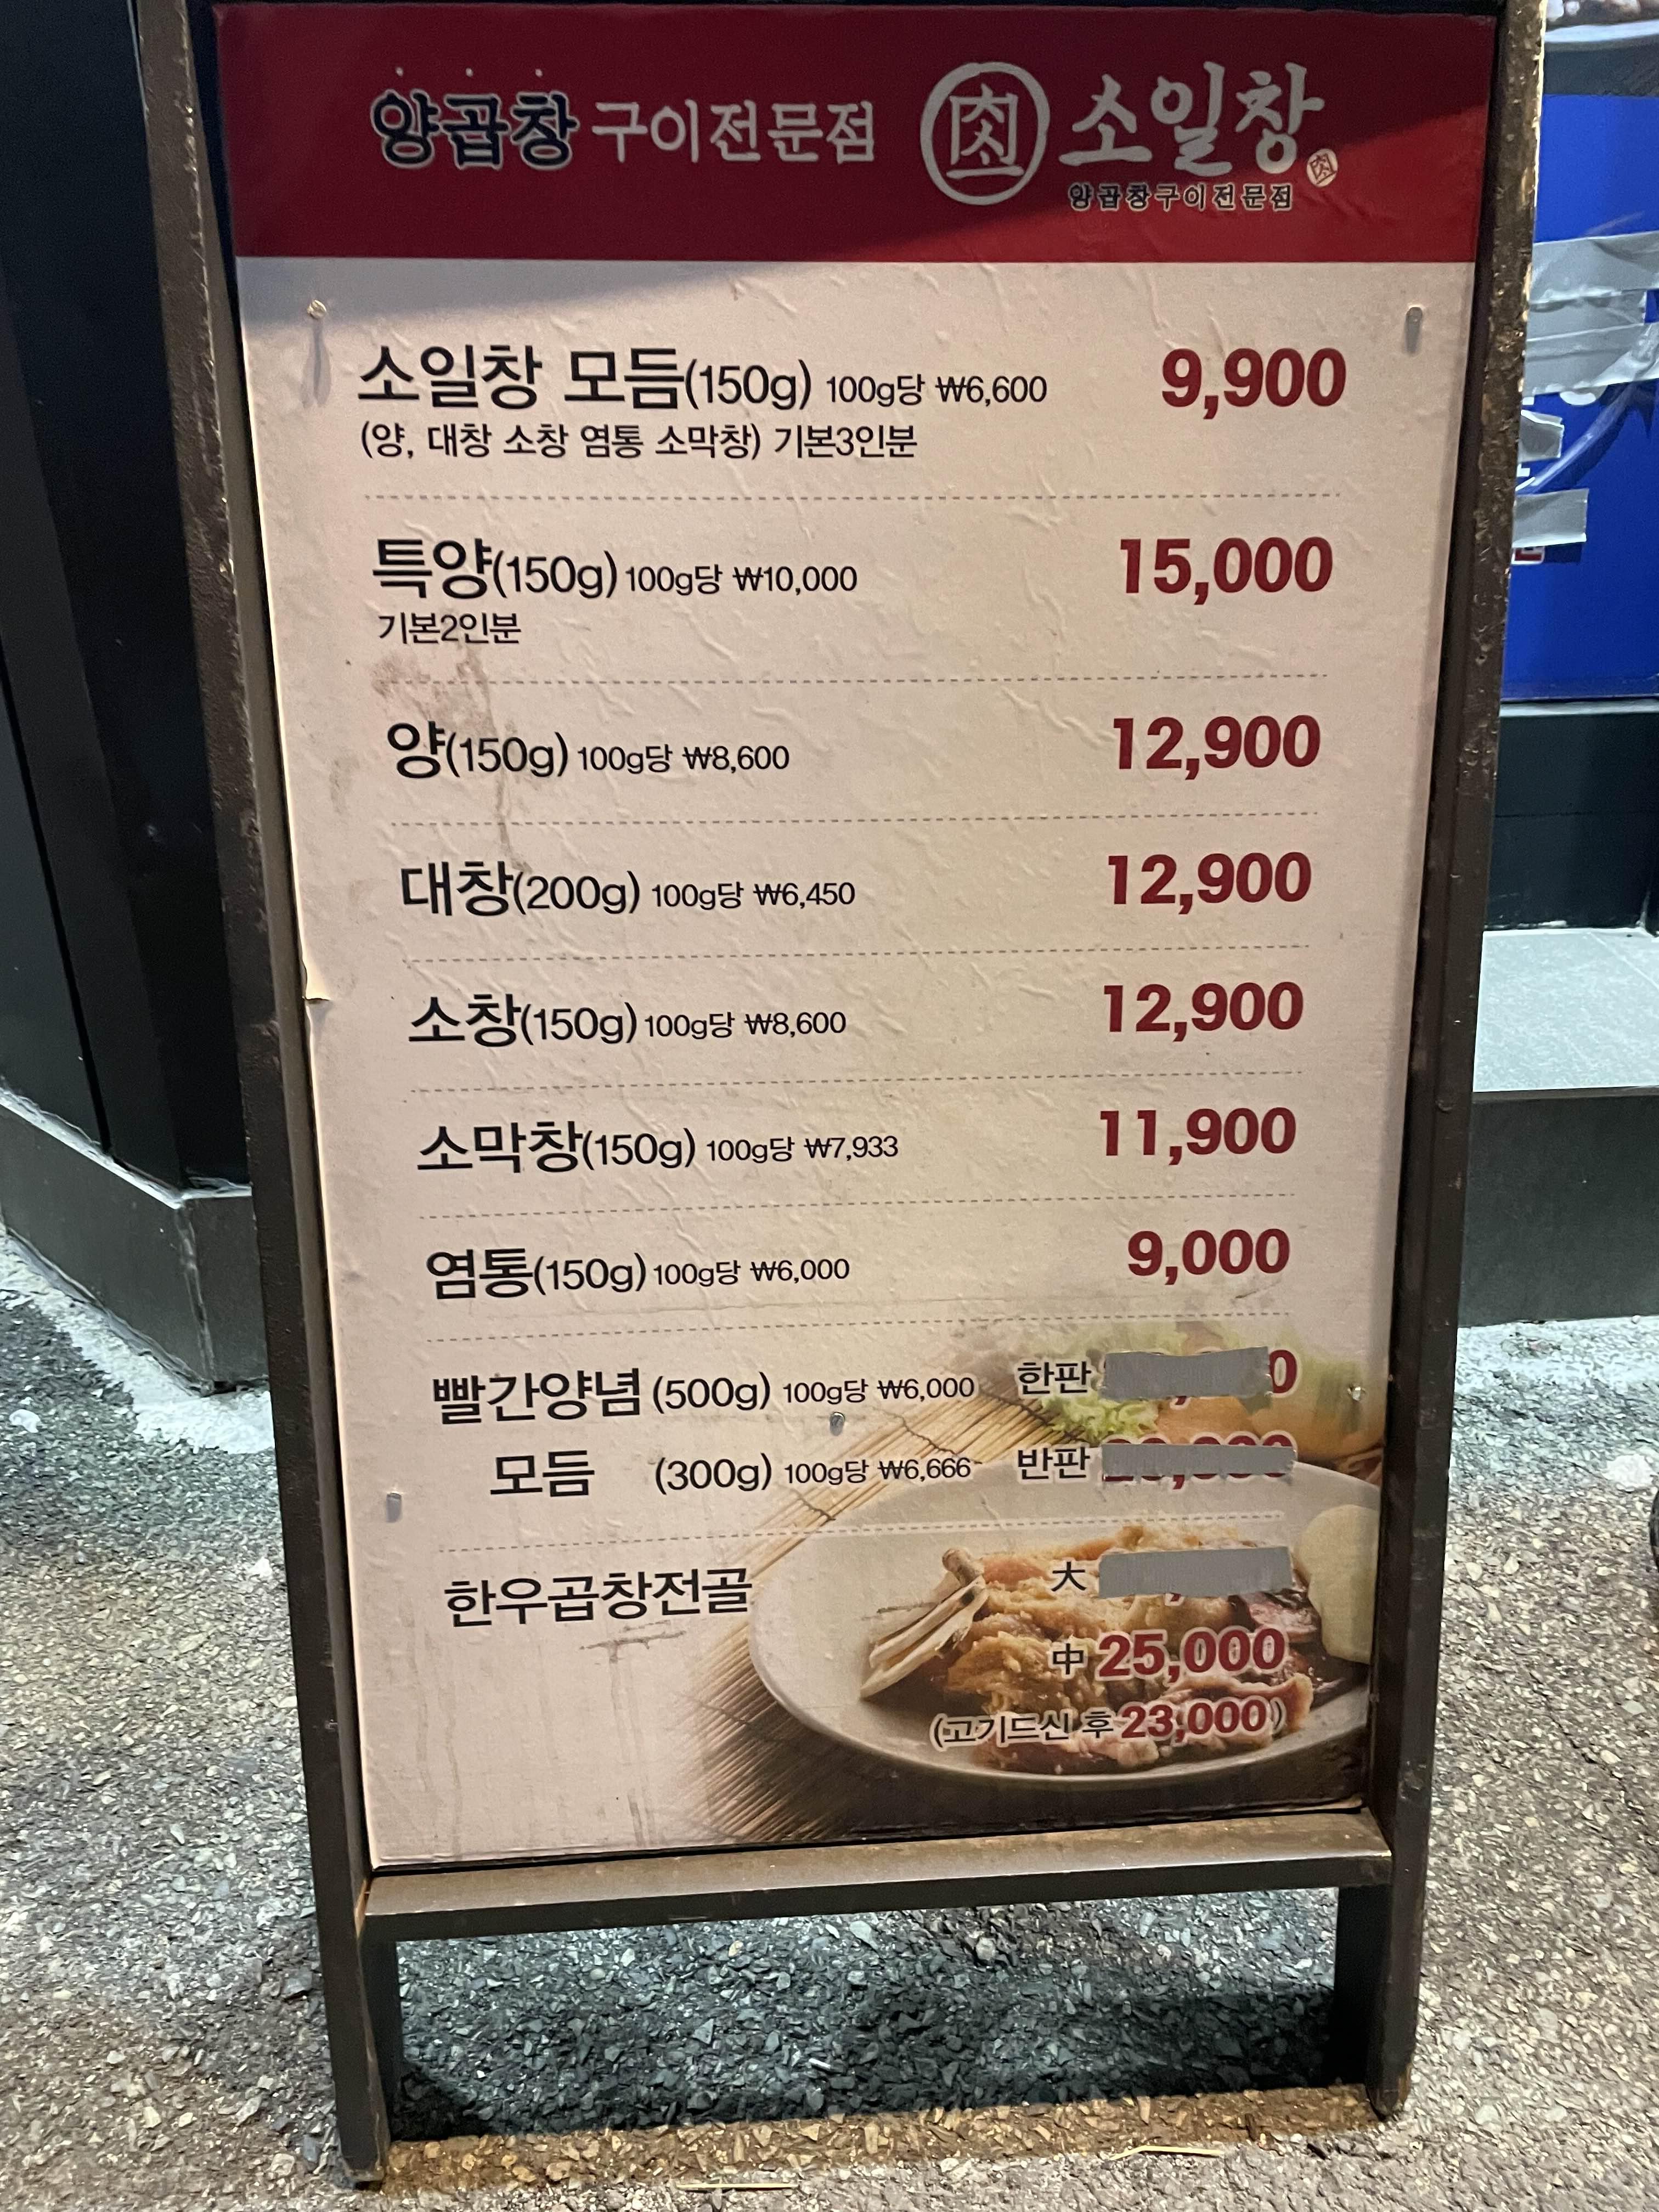 양곱창 구이전문점 肉 소일창
양곱창구이전문점
소일창 모듬(150g) 100g당 ₩6,600 9,900
(양, 대창 소창 염통 소막창) 기본3인분
특양(150g) 100g당 ₩10,000 15,000
기본2인분
양(150g) 100g당 ₩8,600 12,900
대창(200g) 100g당 ₩6,450 12,900
소창(150g) 100g당 ₩8,600 12,900
소막창(150g) 100g당 ₩7,933 11,900
염통(150g) 100g당 ₩6,000 9,000
빨간양념 (500g) 100g당 ₩6,000 한판
모듬 (300g) 100g당 ₩6,666 반판
한우곱창전골 大
中 25,000
(고기드신 후 23,000)